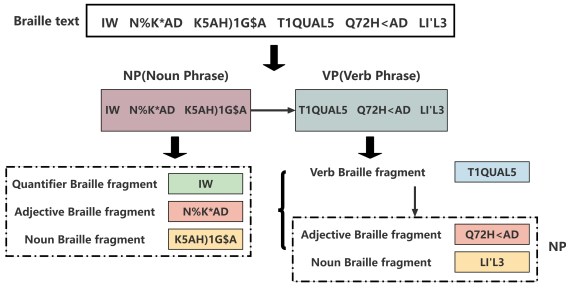 Braille text IW N%K*AD K5AH)1G$A T1QUAL5 Q72H<AD LI'L3
NP(Noun Phrase) VP(Verb Phrase)
IW N%K*AD K5AH)1G$A T1QUAL5 Q72H<AD LI'L3
Quantifier Braille fragment IW
Adjective Braille fragment N%K*AD
Noun Braille fragment K5AH)1G$A
Verb Braille fragment T1QUAL5
Adjective Braille fragment Q72H<AD
Noun Braille fragment LI'L3
NP